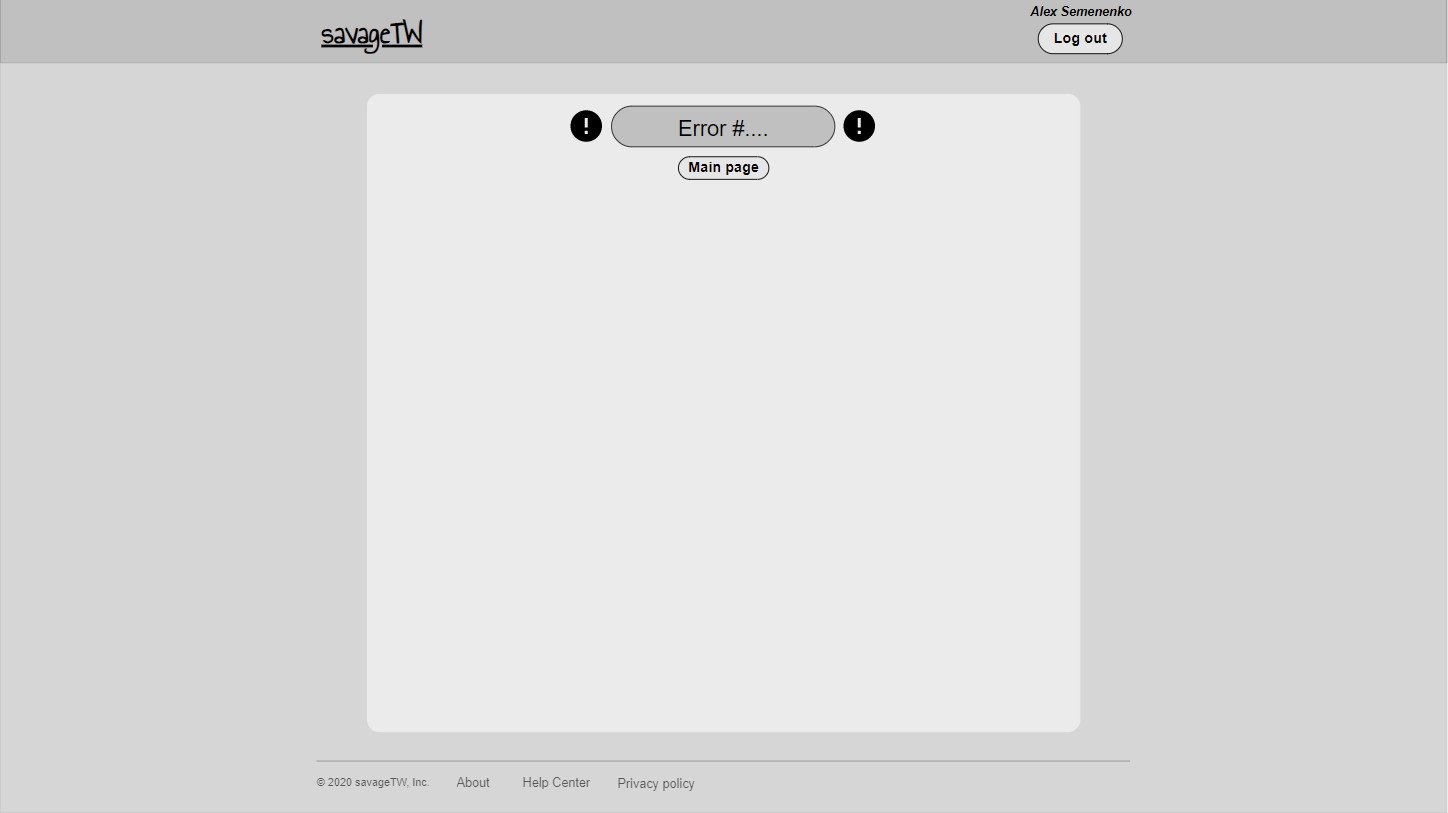 savageTW
Alex Semenenko
Log out
! Error #.... !
Main page
© 2020 savageTW, Inc. About Help Center Privacy policy